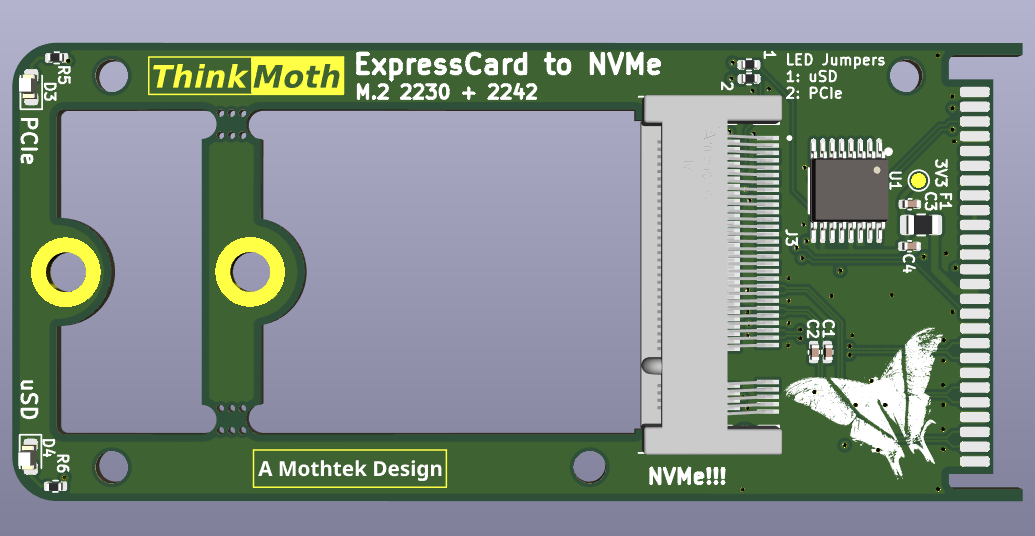 ThinkMoth
ExpressCard to NVMe
M.2 2230 + 2242
1
2
LED Jumpers
1: uSD
2: PCIe
R5
D3
PCIe
U1
3V3
F1
C3
J3
C4
C2
C1
uSD
D4
R6
A Mothtek Design
NVMe!!!